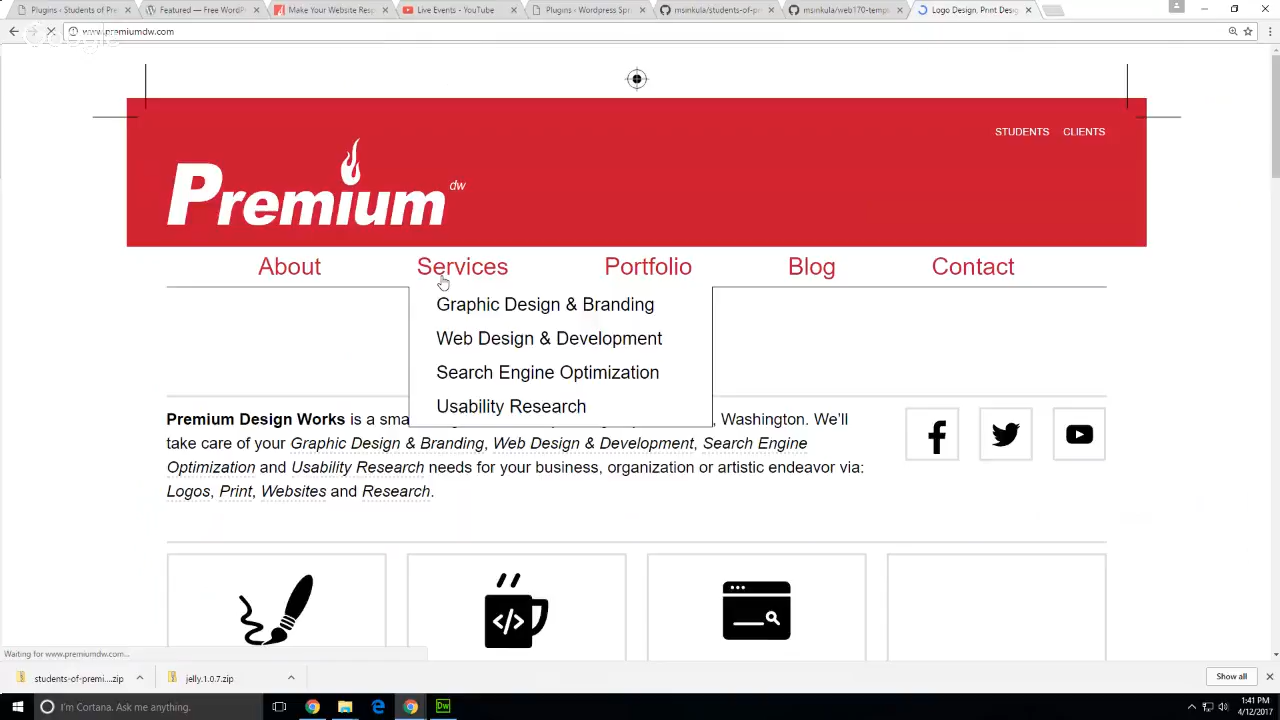 Plugins ‹ Students of Pr
Featured — Free WordP
Make Your Website Res
Live Events - YouTube
Plugins - Wordpress Spr
msinkula/students-of-pr
msinkula/web170-temp
Logo Design, Print Desig
www.premiumdw.com
STUDENTS CLIENTS
Premium dw
About Services Portfolio Blog Contact
Graphic Design & Branding
Web Design & Development
Search Engine Optimization
Usability Research
Premium Design Works is a sma , Washington. We'll
take care of your Graphic Design & Branding, Web Design & Development, Search Engine
Optimization and Usability Research needs for your business, organization or artistic endeavor via:
Logos, Print, Websites and Research.
</>
Waiting for www.premiumdw.com...
students-of-premi....zip
jelly.1.0.7.zip
Show all
I'm Cortana. Ask me anything.
Dw
1:41 PM
4/12/2017